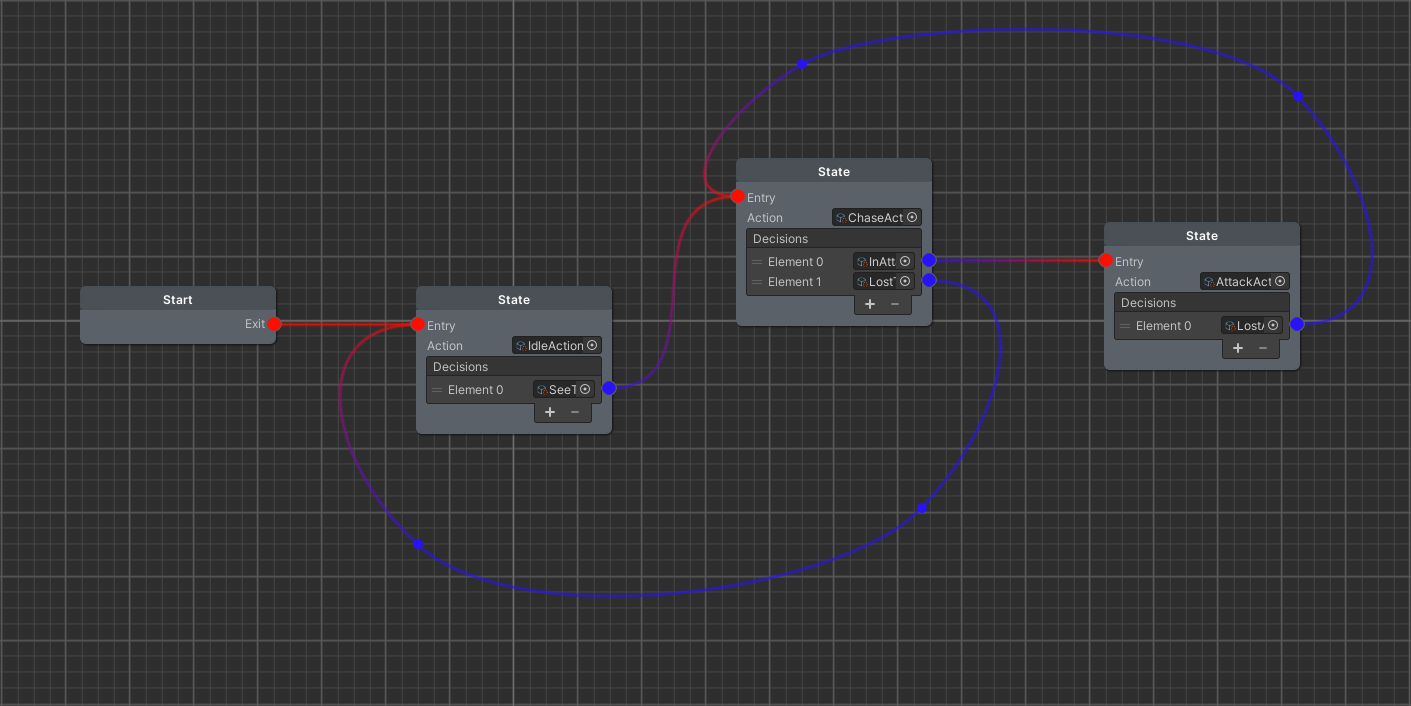 Start
Exit
State
Entry
Action IdleAction
Decisions
Element 0 SeeT
+ −
State
Entry
Action ChaseAct
Decisions
Element 0 InAtt
Element 1 Lost
+ −
State
Entry
Action AttackAct
Decisions
Element 0 Lost
+ −